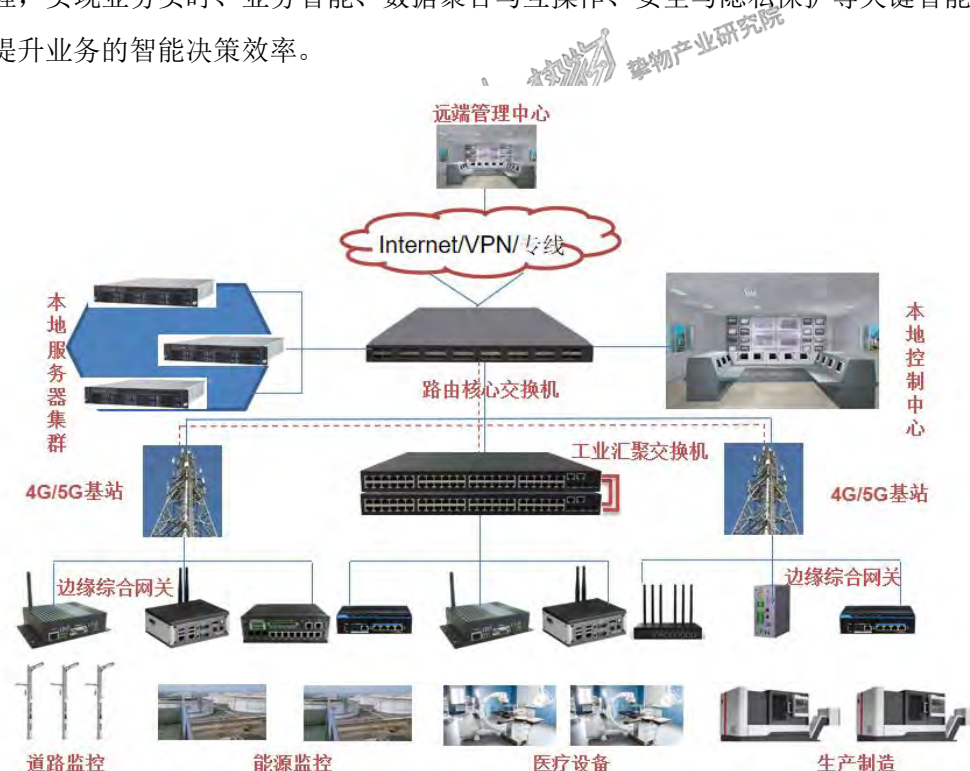 理，实现业务实时、业务智能、数据聚合与互操作、安全与隐私保护等关键智能
提升业务的智能决策效率。
挚物产业研究院
远端管理中心
Internet/VPN/专线
本地服务器集群
本地控制中心
路由核心交换机
工业汇聚交换机
4G/5G基站
4G/5G基站
边缘综合网关
边缘综合网关
道路监控
能源监控
医疗设备
生产制造